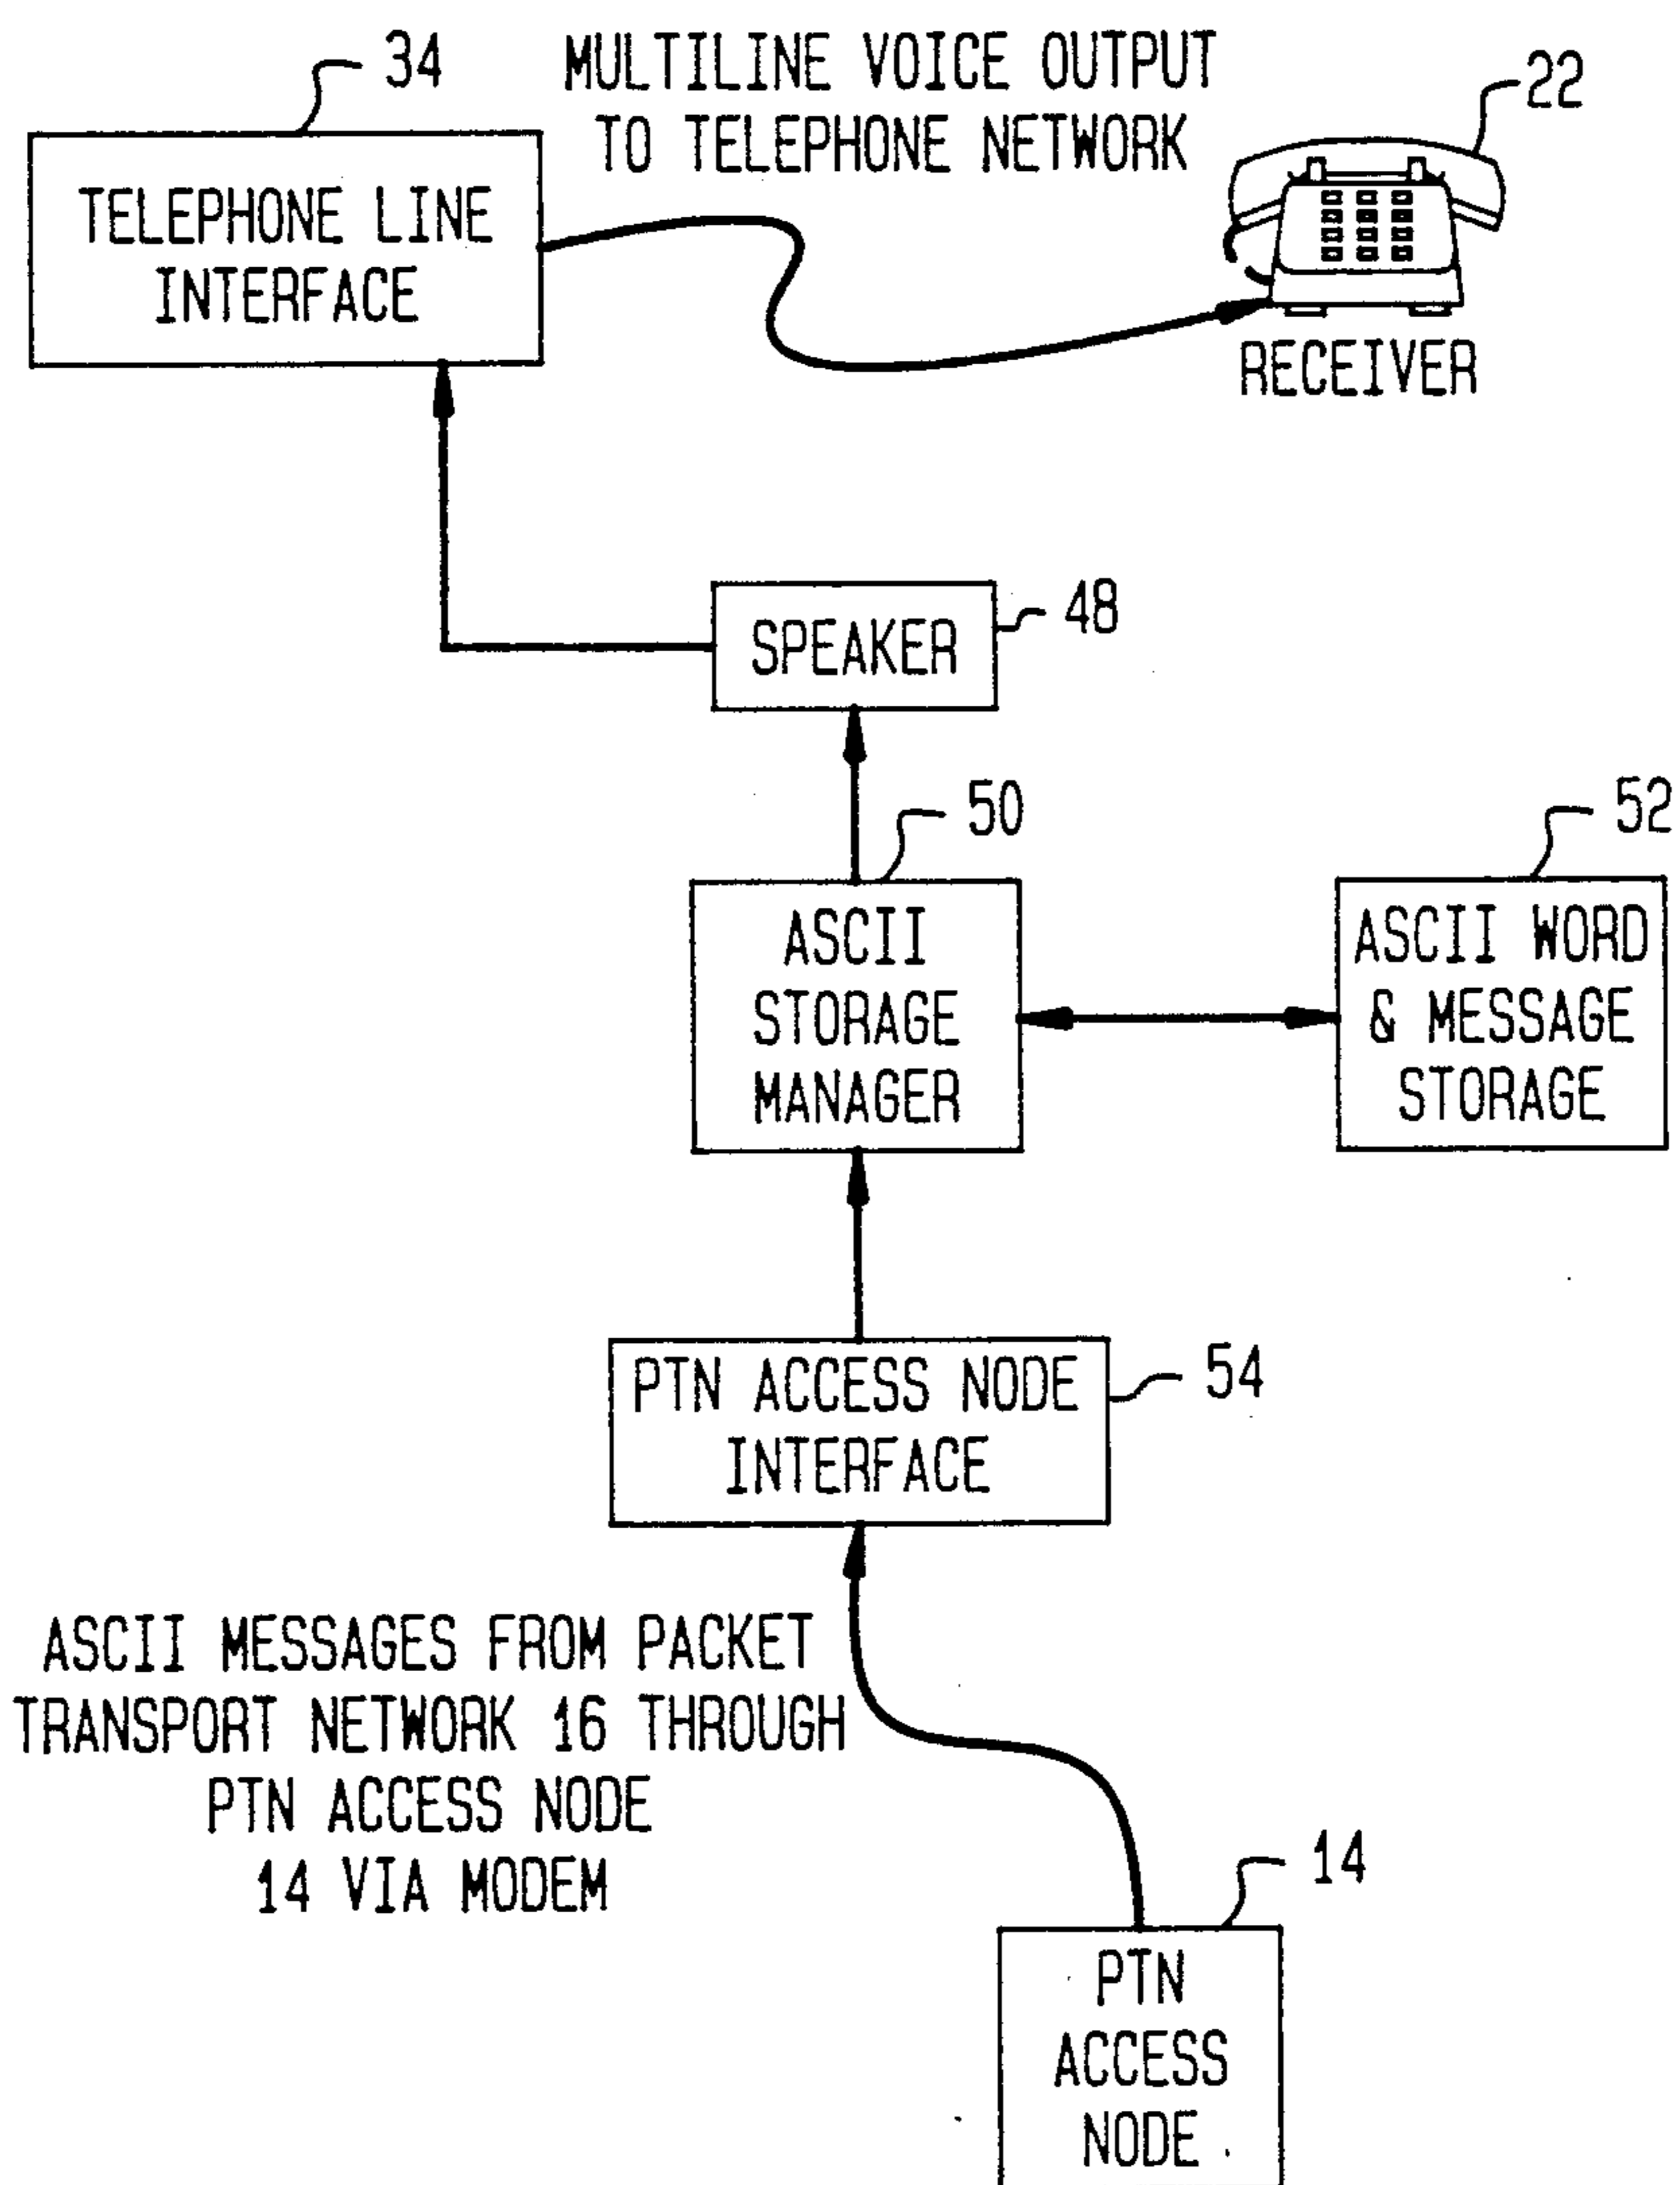 34
MULTILINE VOICE OUTPUT
TO TELEPHONE NETWORK
22
TELEPHONE LINE
INTERFACE
RECEIVER
48
SPEAKER
50
52
ASCII
STORAGE
MANAGER
ASCII WORD
& MESSAGE
STORAGE
54
PTN ACCESS NODE
INTERFACE
ASCII MESSAGES FROM PACKET
TRANSPORT NETWORK 16 THROUGH
PTN ACCESS NODE
14 VIA MODEM
14
PTN
ACCESS
NODE